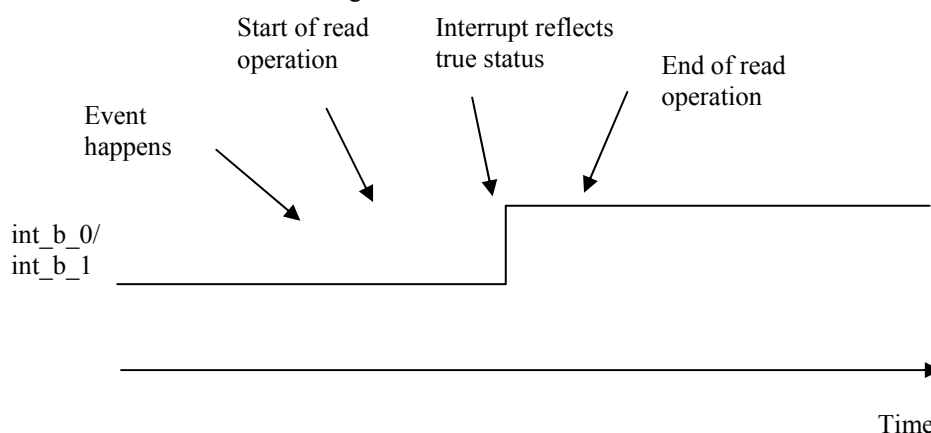 Start of read
operation
Interrupt reflects
true status
End of read
operation
Event
happens
int_b_0/
int_b_1
Time